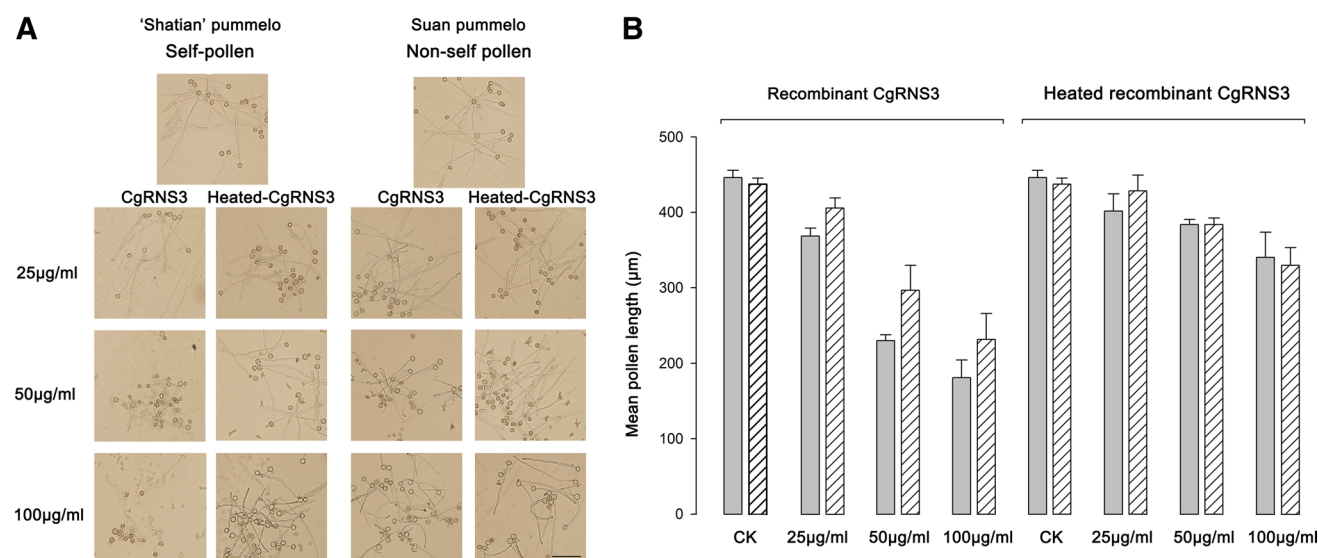 A
'Shatian' pummelo
Self-pollen
Suan pummelo
Non-self pollen
CgRNS3
Heated-CgRNS3
CgRNS3
Heated-CgRNS3
25µg/ml
50µg/ml
100µg/ml
B
Recombinant CgRNS3
Heated recombinant CgRNS3
Mean pollen length (µm)
500
400
300
200
100
0
CK
25µg/ml
50µg/ml
100µg/ml
CK
25µg/ml
50µg/ml
100µg/ml